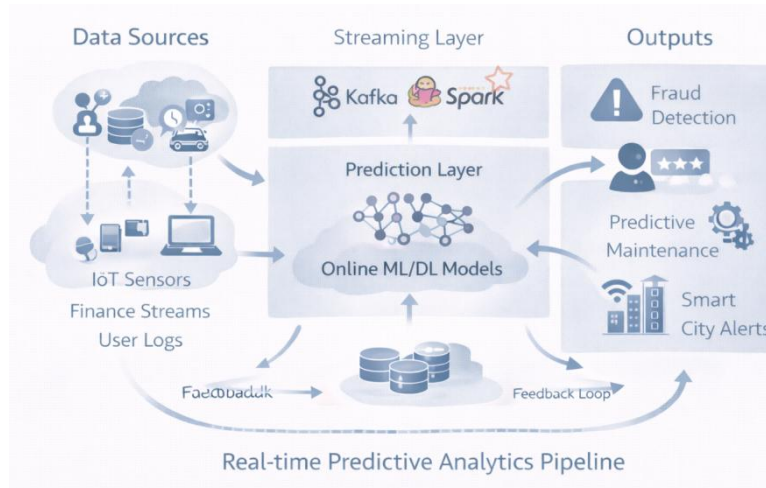 Data Sources
Streaming Layer
Outputs
Kafka
Spark
Fraud
Detection
Prediction Layer
Online ML/DL Models
Predictive
Maintenance
IoT Sensors
Finance Streams
User Logs
Smart
City Alerts
Feedback Loop
Real-time Predictive Analytics Pipeline